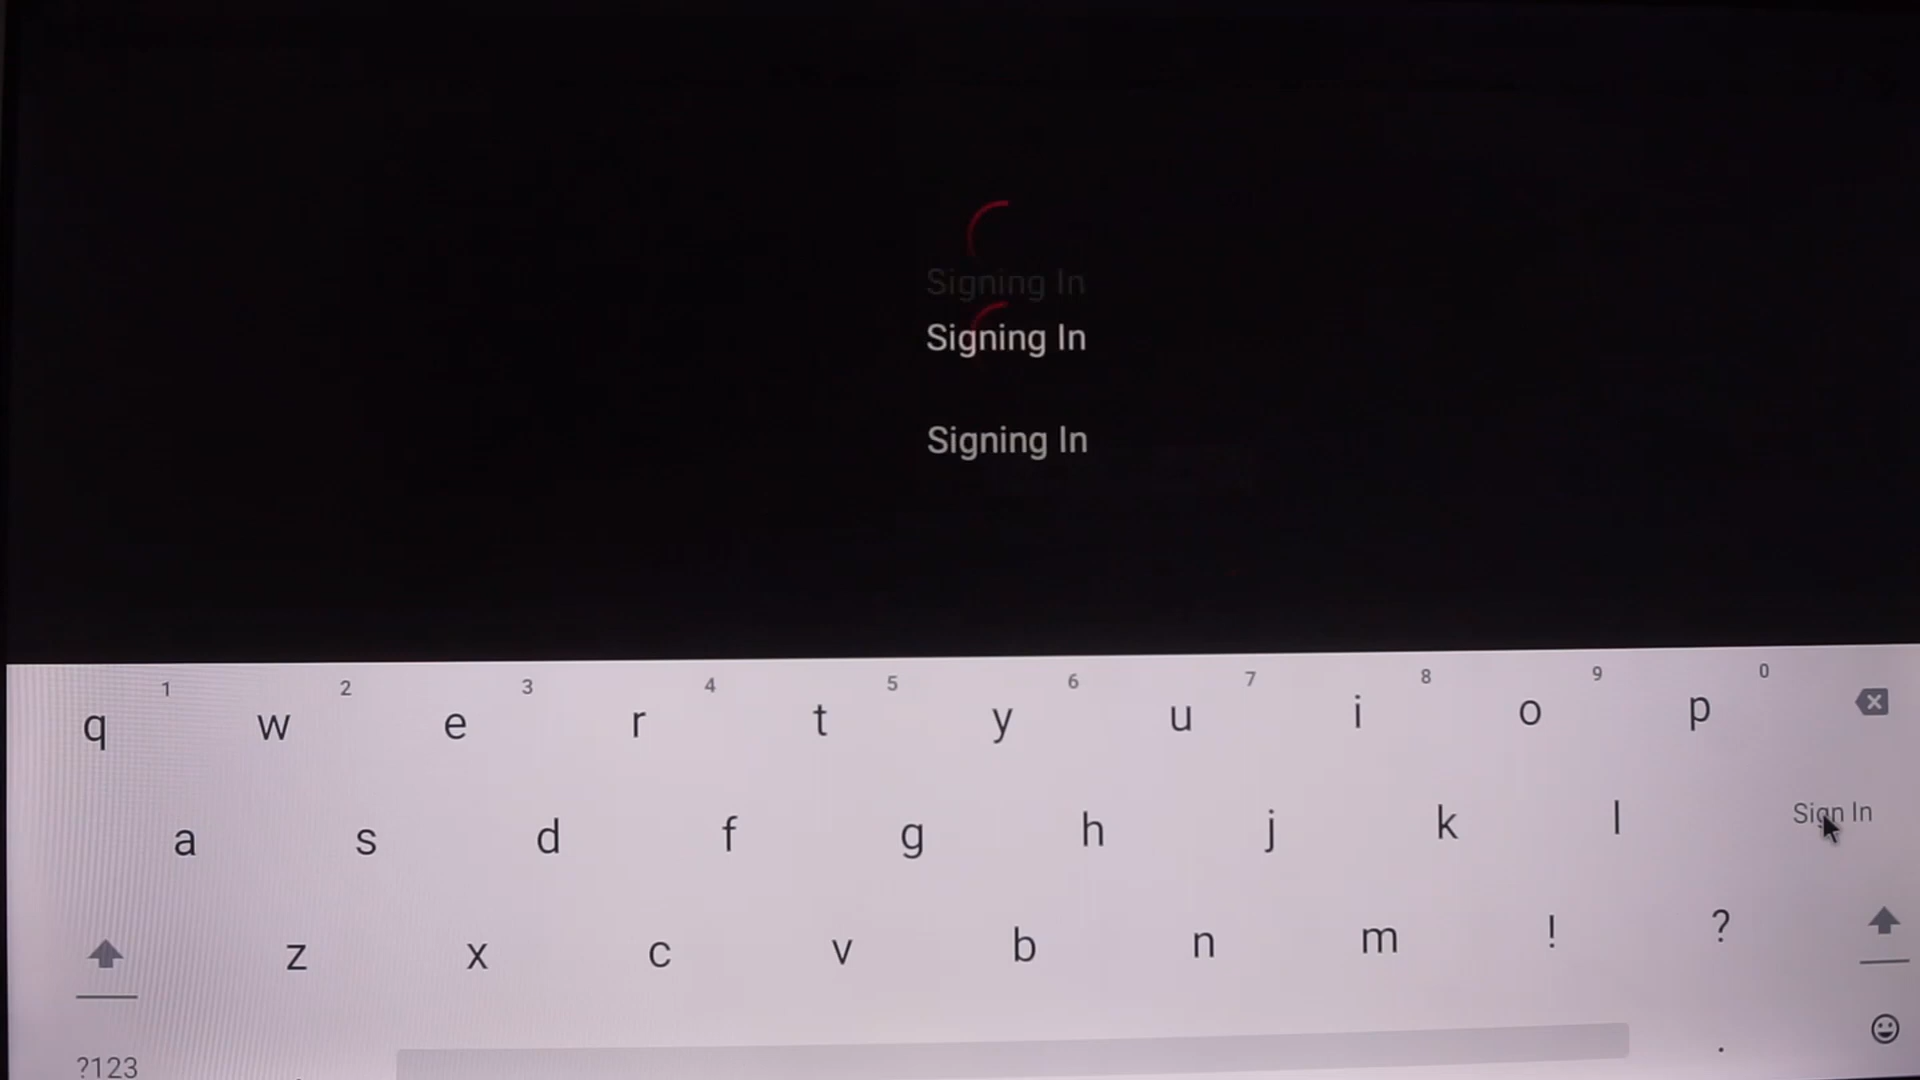 Signing In
Signing In
Signing In
1 2 3 4 5 6 7 8 9 0
q w e r t y u i o p
a s d f g h j k l Sign In
z x c v b n m ! ?
?123 .